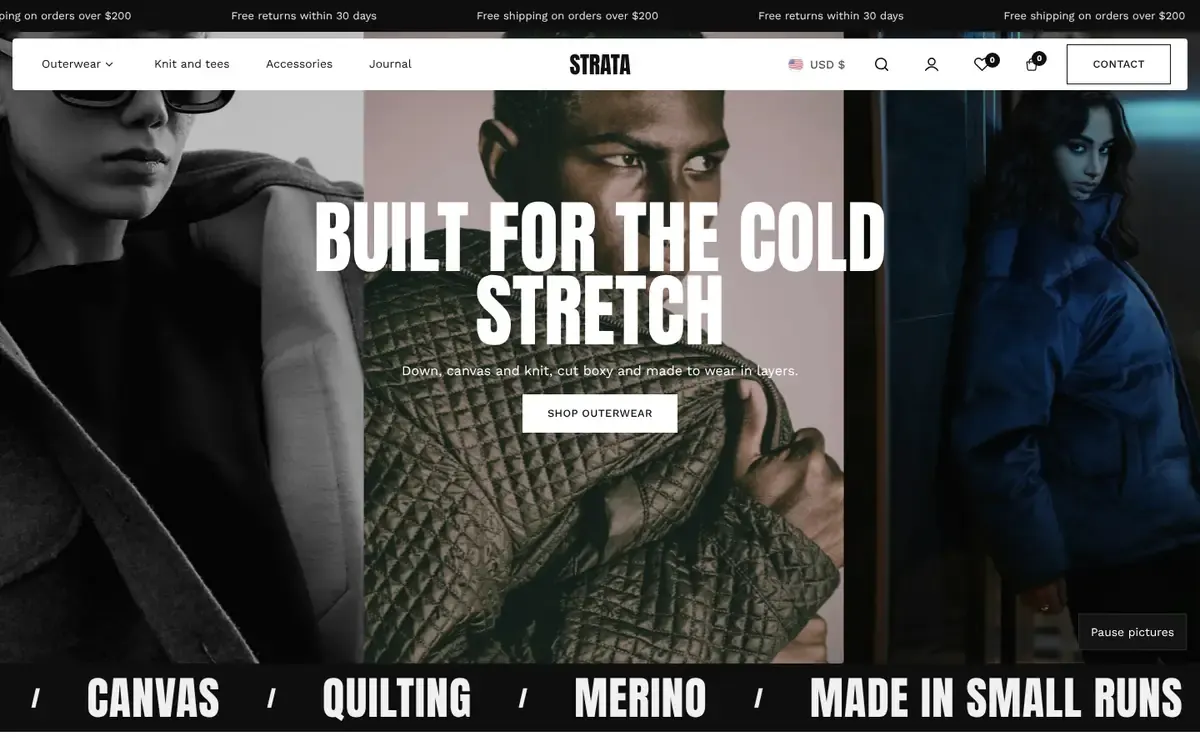 ping on orders over $200 Free returns within 30 days Free shipping on orders over $200 Free returns within 30 days Free shipping on orders over $200
Outerwear Knit and tees Accessories Journal STRATA USD $ 0 0 CONTACT
BUILT FOR THE COLD
STRETCH
Down, canvas and knit, cut boxy and made to wear in layers.
SHOP OUTERWEAR
Pause pictures
/ CANVAS / QUILTING / MERINO / MADE IN SMALL RUNS